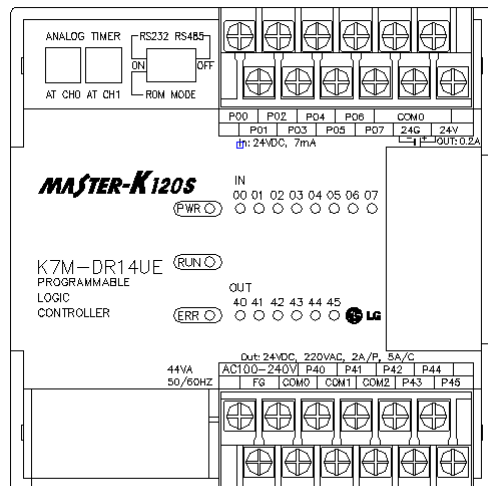 ANALOG TIMER RS232 RS485
ON OFF
AT CH0 AT CH1 ROM MODE
P00 P02 P04 P06 COM0
P01 P03 P05 P07 24G 24V
In: 24VDC, 7mA OUT: 0.2A
MASTER-K120S
IN
00 01 02 03 04 05 06 07
PWR
K7M-DR14UE RUN
PROGRAMMABLE
LOGIC
CONTROLLER
OUT
40 41 42 43 44 45
ERR LG
Out: 24VDC, 220VAC, 2A/P, 5A/C
44VA AC100-240V P40 P41 P42 P44
50/60HZ FG COM0 COM1 COM2 P43 P45